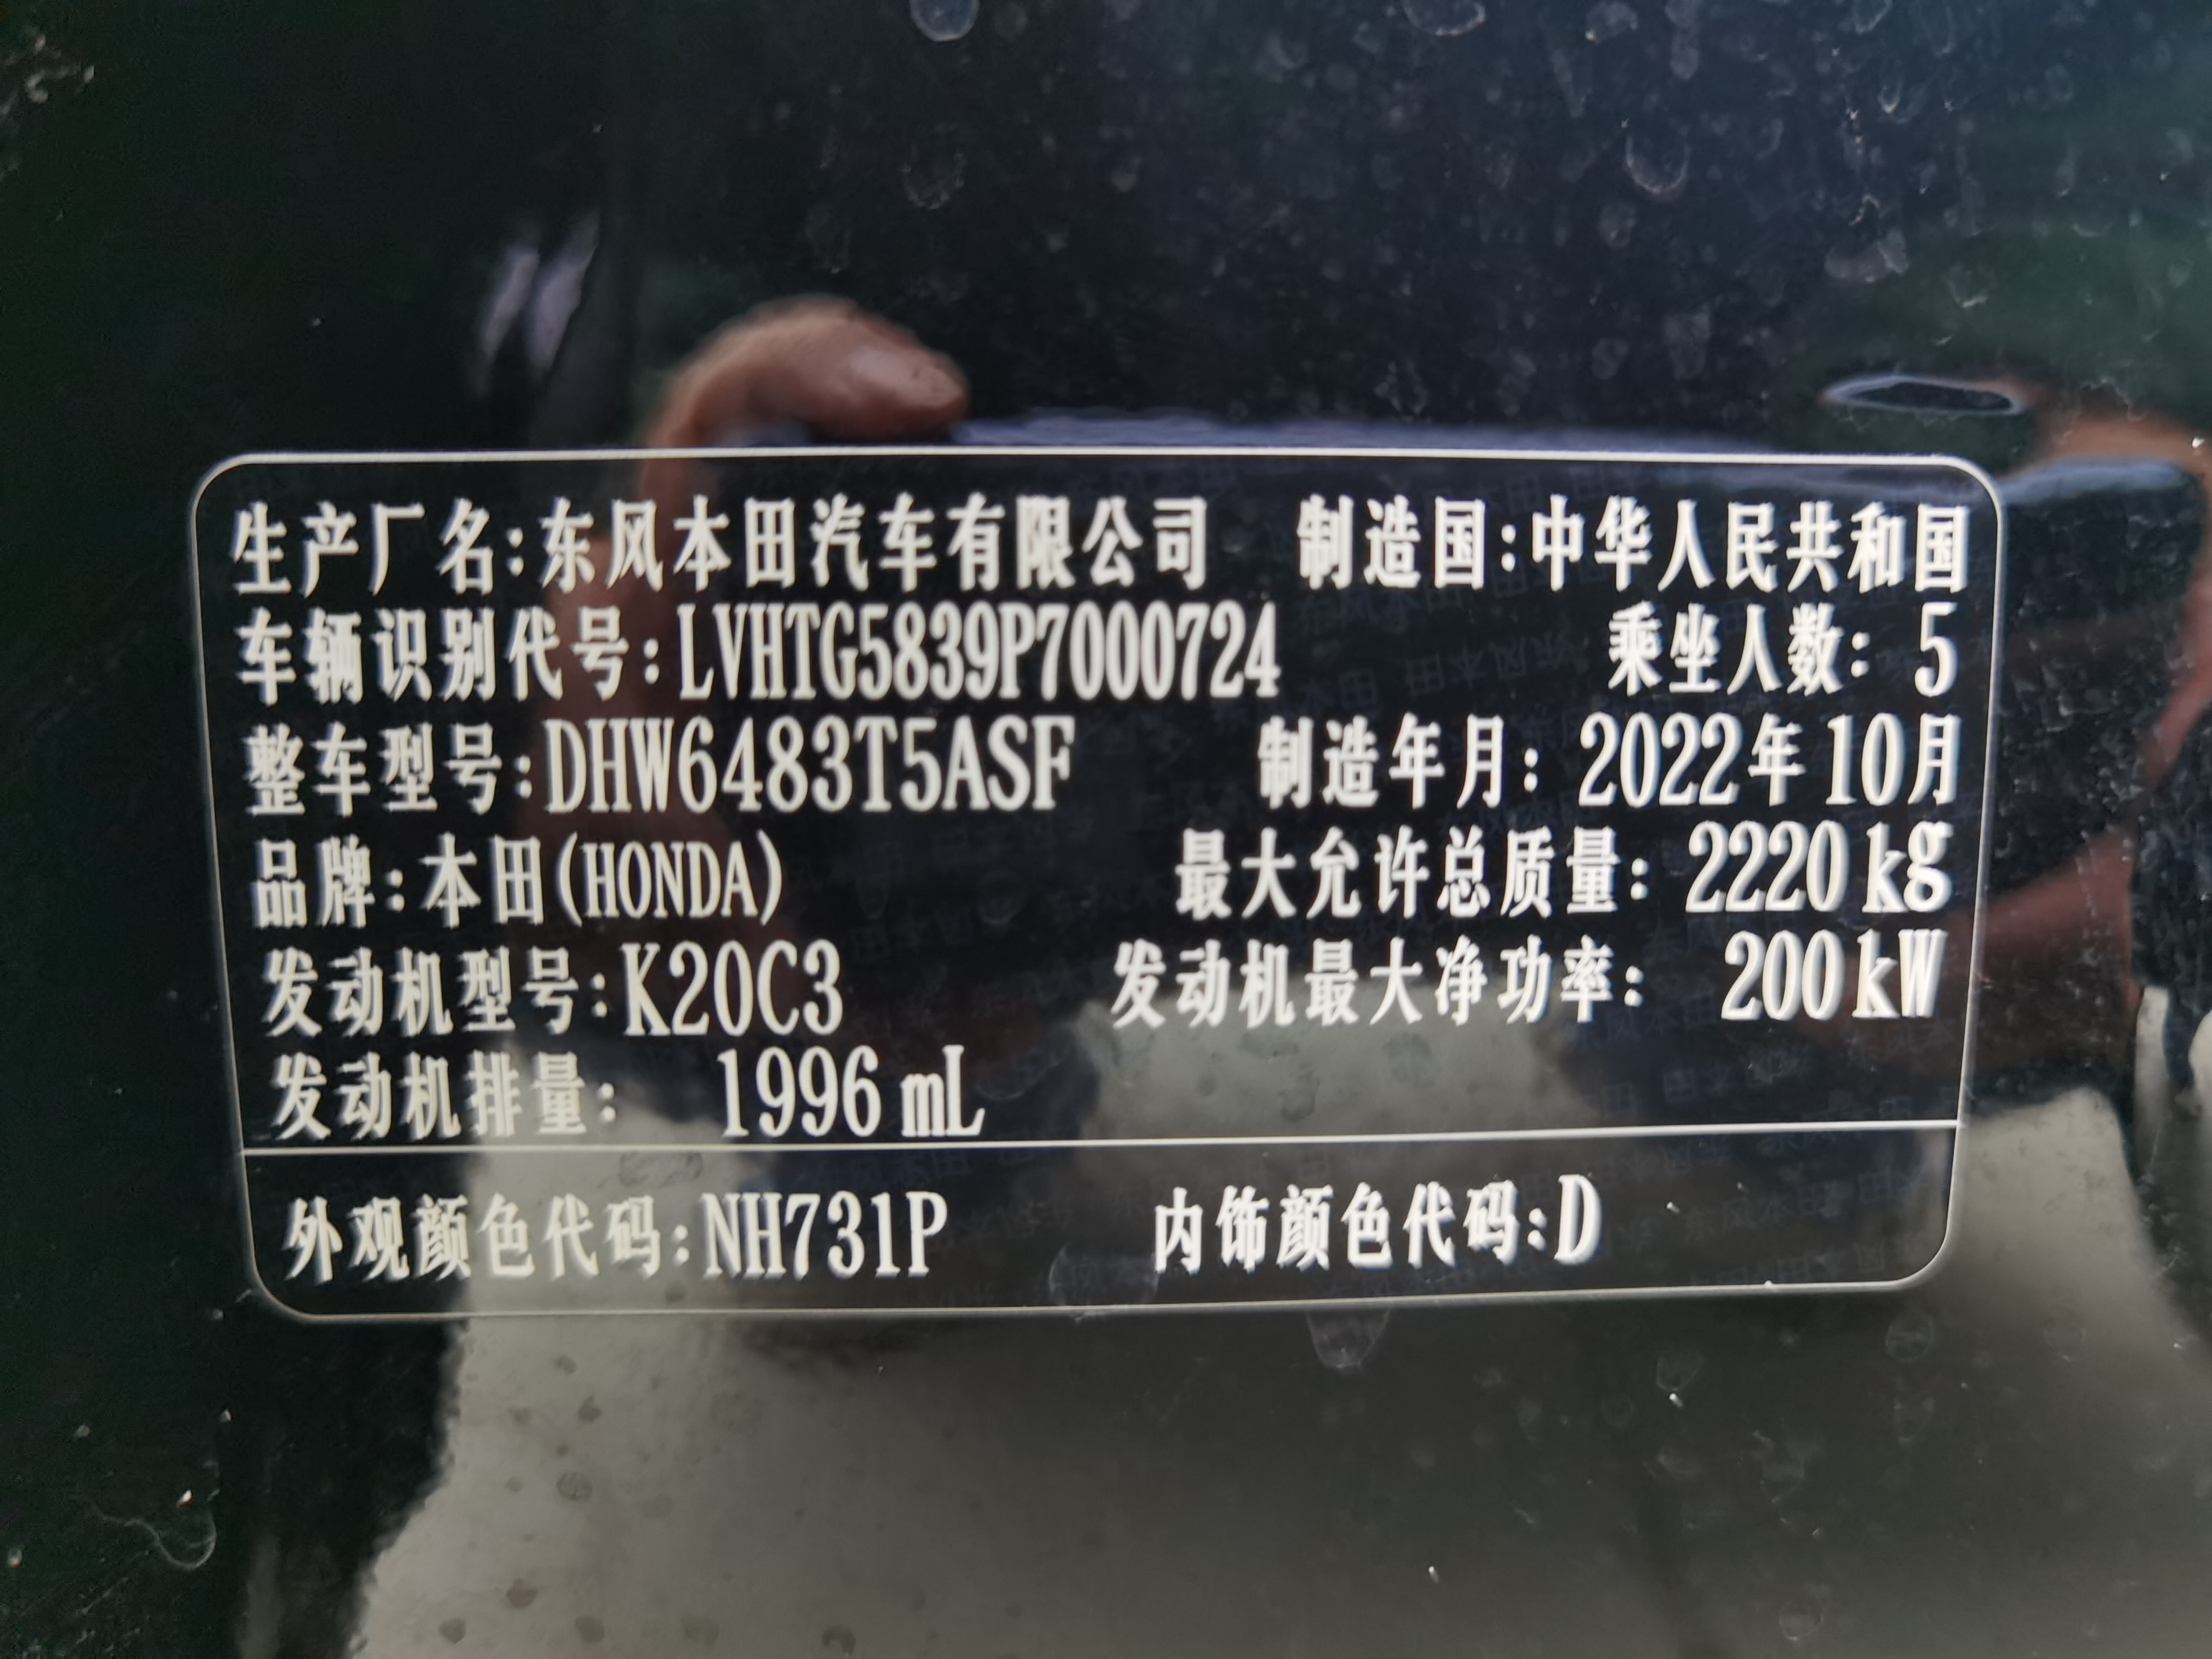 生产厂名:东风本田汽车有限公司 制造国:中华人民共和国
车辆识别代号:LVHTG5839P7000724 乘坐人数: 5
整车型号:DHW6483T5ASF 制造年月: 2022年10月
品牌:本田(HONDA) 最大允许总质量: 2220 kg
发动机型号:K20C3 发动机最大净功率: 200 kW
发动机排量: 1996 mL
外观颜色代码:NH731P 内饰颜色代码:D